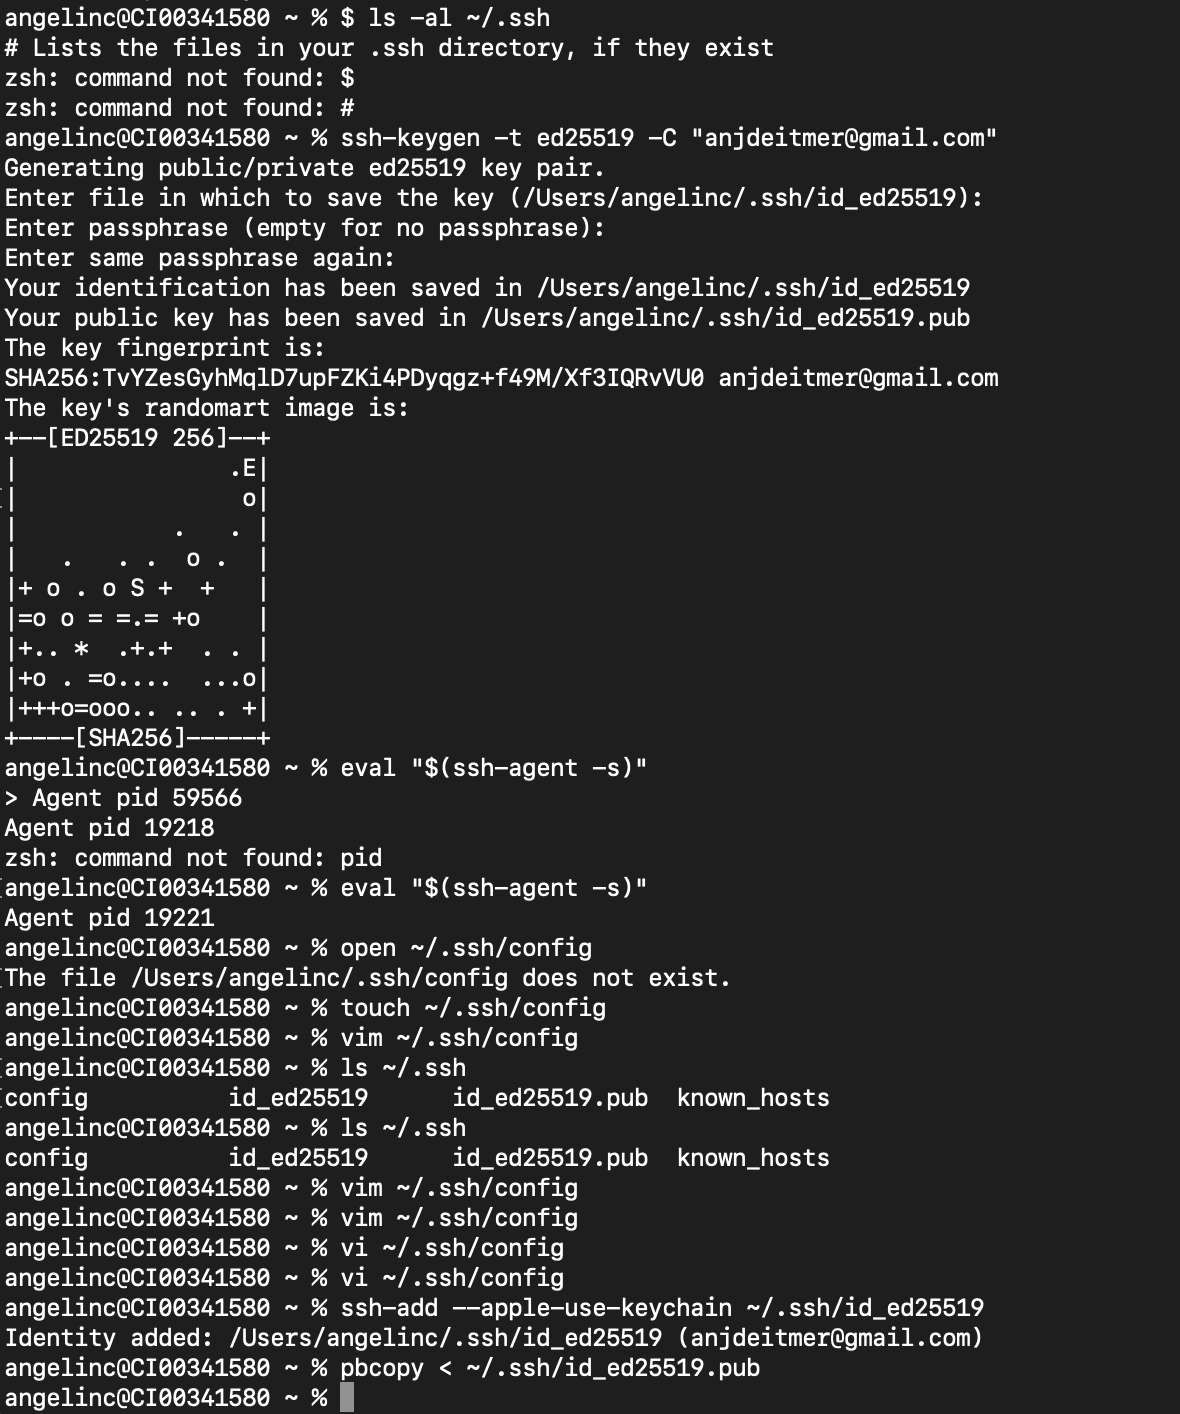 angelinc@CI00341580 ~ % $ ls -al ~/.ssh
# Lists the files in your .ssh directory, if they exist
zsh: command not found: $
zsh: command not found: #
angelinc@CI00341580 ~ % ssh-keygen -t ed25519 -C "anjdeitmer@gmail.com"
Generating public/private ed25519 key pair.
Enter file in which to save the key (/Users/angelinc/.ssh/id_ed25519):
Enter passphrase (empty for no passphrase):
Enter same passphrase again:
Your identification has been saved in /Users/angelinc/.ssh/id_ed25519
Your public key has been saved in /Users/angelinc/.ssh/id_ed25519.pub
The key fingerprint is:
SHA256:TvYZesGyhMqlD7upFZKi4PDyqgz+f49M/Xf3IQRvVU0 anjdeitmer@gmail.com
The key's randomart image is:
+--[ED25519 256]--+
|               .E|
|                o|
|           .   . |
|   .   . .  o .  |
|+ o . o S +  +   |
|=o o = =.= +o    |
|+.. *  .+.+  . . |
|+o . =o....  ...o|
|+++o=ooo.. .. . +|
+----[SHA256]-----+
angelinc@CI00341580 ~ % eval "$(ssh-agent -s)"
> Agent pid 59566
Agent pid 19218
zsh: command not found: pid
angelinc@CI00341580 ~ % eval "$(ssh-agent -s)"
Agent pid 19221
angelinc@CI00341580 ~ % open ~/.ssh/config
The file /Users/angelinc/.ssh/config does not exist.
angelinc@CI00341580 ~ % touch ~/.ssh/config
angelinc@CI00341580 ~ % vim ~/.ssh/config
angelinc@CI00341580 ~ % ls ~/.ssh
config          id_ed25519      id_ed25519.pub  known_hosts
angelinc@CI00341580 ~ % ls ~/.ssh
config          id_ed25519      id_ed25519.pub  known_hosts
angelinc@CI00341580 ~ % vim ~/.ssh/config
angelinc@CI00341580 ~ % vim ~/.ssh/config
angelinc@CI00341580 ~ % vi ~/.ssh/config
angelinc@CI00341580 ~ % vi ~/.ssh/config
angelinc@CI00341580 ~ % ssh-add --apple-use-keychain ~/.ssh/id_ed25519
Identity added: /Users/angelinc/.ssh/id_ed25519 (anjdeitmer@gmail.com)
angelinc@CI00341580 ~ % pbcopy < ~/.ssh/id_ed25519.pub
angelinc@CI00341580 ~ %